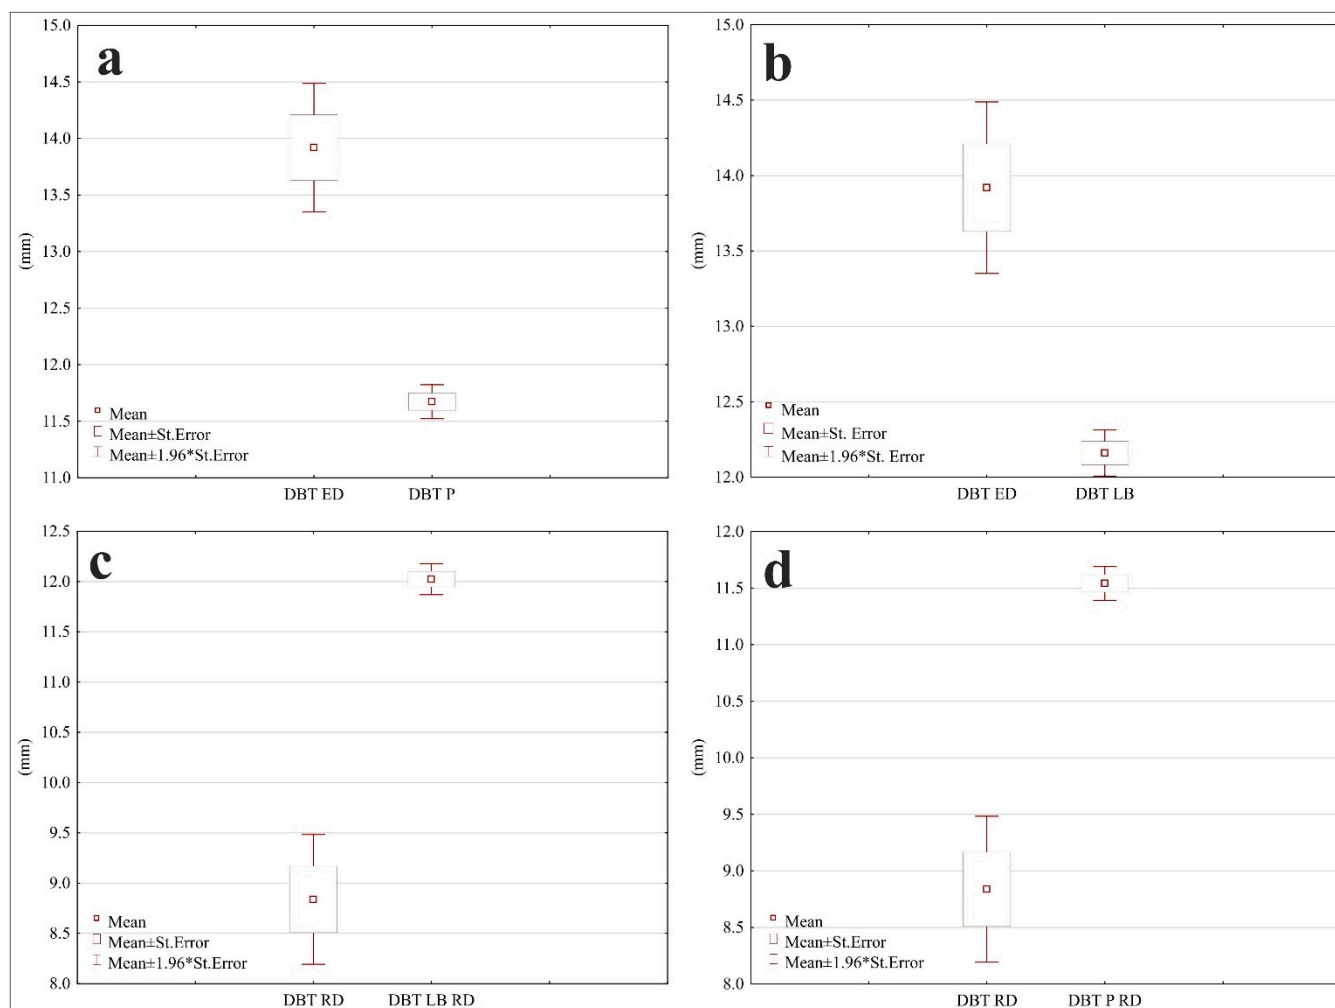 a
15.0
14.5
14.0
13.5
13.0
12.5
12.0
11.5
11.0
(mm)
Mean
Mean±St.Error
Mean±1.96*St.Error
DBT ED
DBT P
b
15.0
14.5
14.0
13.5
13.0
12.5
12.0
(mm)
Mean
Mean±St. Error
Mean±1.96*St. Error
DBT ED
DBT LB
c
12.5
12.0
11.5
11.0
10.5
10.0
9.5
9.0
8.5
8.0
(mm)
Mean
Mean±St.Error
Mean±1.96*St.Error
DBT RD
DBT LB RD
d
12.0
11.5
11.0
10.5
10.0
9.5
9.0
8.5
8.0
(mm)
Mean
Mean±St.Error
Mean±1.96*St.Error
DBT RD
DBT P RD